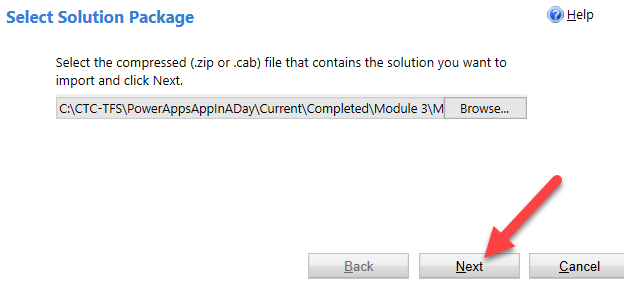 Select Solution Package
Help
Select the compressed (.zip or .cab) file that contains the solution you want to
import and click Next.
C:\CTC-TFS\PowerAppsAppInADay\Current\Completed\Module 3\M
Browse...
Back
Next
Cancel